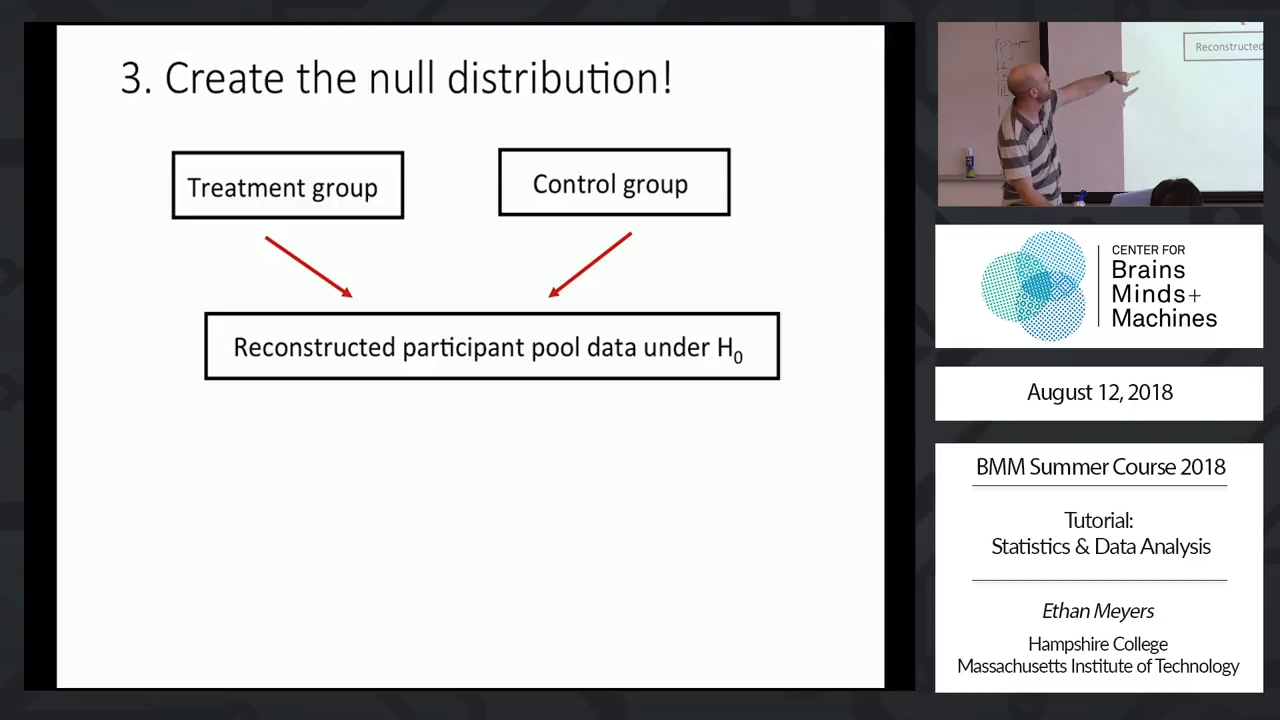 3. Create the null distribution!
Treatment group
Control group
Reconstructed participant pool data under H₀
Reconstructed
CENTER FOR
Brains
Minds+
Machines
August 12, 2018
BMM Summer Course 2018
Tutorial:
Statistics & Data Analysis
Ethan Meyers
Hampshire College
Massachusetts Institute of Technology